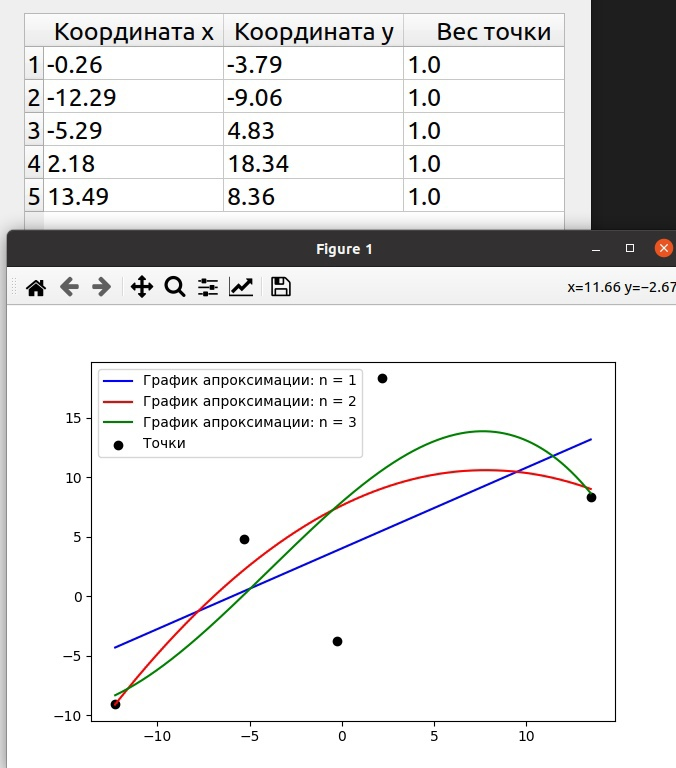 Координата x Координата y Вес точки
1 -0.26 -3.79 1.0
2 -12.29 -9.06 1.0
3 -5.29 4.83 1.0
4 2.18 18.34 1.0
5 13.49 8.36 1.0
Figure 1
x=11.66 y=−2.67
График апроксимации: n = 1
График апроксимации: n = 2
График апроксимации: n = 3
Точки
15
10
5
0
−5
−10
−10 −5 0 5 10